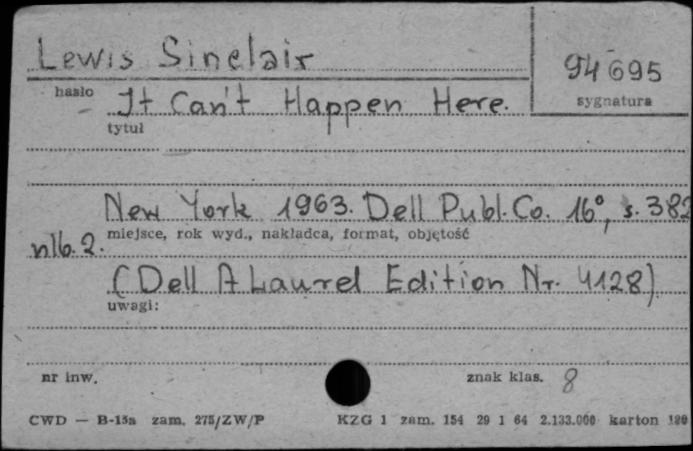 Lewis Sinclair
94695
hasło
sygnatura
It Can't Happen Here.
tytuł
New York 1963. Dell Publ. Co. 16°, s. 382
miejsce, rok wyd., nakładca, format, objętość
nlb. 2.
(Dell A Laurel Edition Nr. 4128)
uwagi:
nr inw.
znak klas. 8
CWD — B-15a zam. 275/ZW/P KZG 1 zam. 154 29 1 64 2.133.000 karton